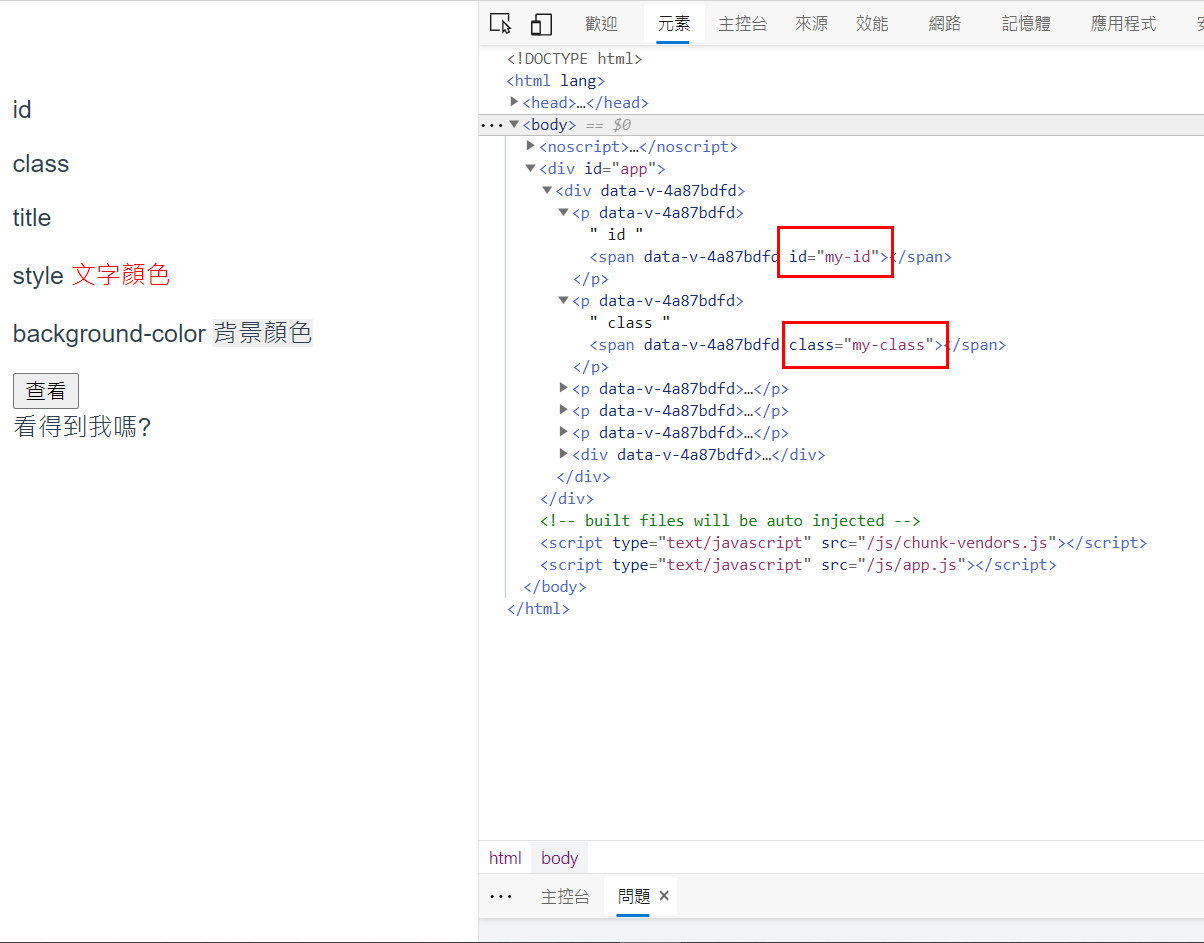 id
class
title
style 文字顏色
background-color 背景顏色
查看
看得到我嗎?
歡迎 元素 主控台 來源 效能 網路 記憶體 應用程式
<!DOCTYPE html>
<html lang>
▶<head>…</head>
••• ▼<body> == $0
▶<noscript>…</noscript>
▼<div id="app">
▼<div data-v-4a87bdfd>
▼<p data-v-4a87bdfd>
" id "
<span data-v-4a87bdfd id="my-id"></span>
</p>
▼<p data-v-4a87bdfd>
" class "
<span data-v-4a87bdfd class="my-class"></span>
</p>
▶<p data-v-4a87bdfd>…</p>
▶<p data-v-4a87bdfd>…</p>
▶<p data-v-4a87bdfd>…</p>
▶<div data-v-4a87bdfd>…</div>
</div>
</div>
<!-- built files will be auto injected -->
<script type="text/javascript" src="/js/chunk-vendors.js"></script>
<script type="text/javascript" src="/js/app.js"></script>
</body>
</html>
html body
••• 主控台 問題 ×